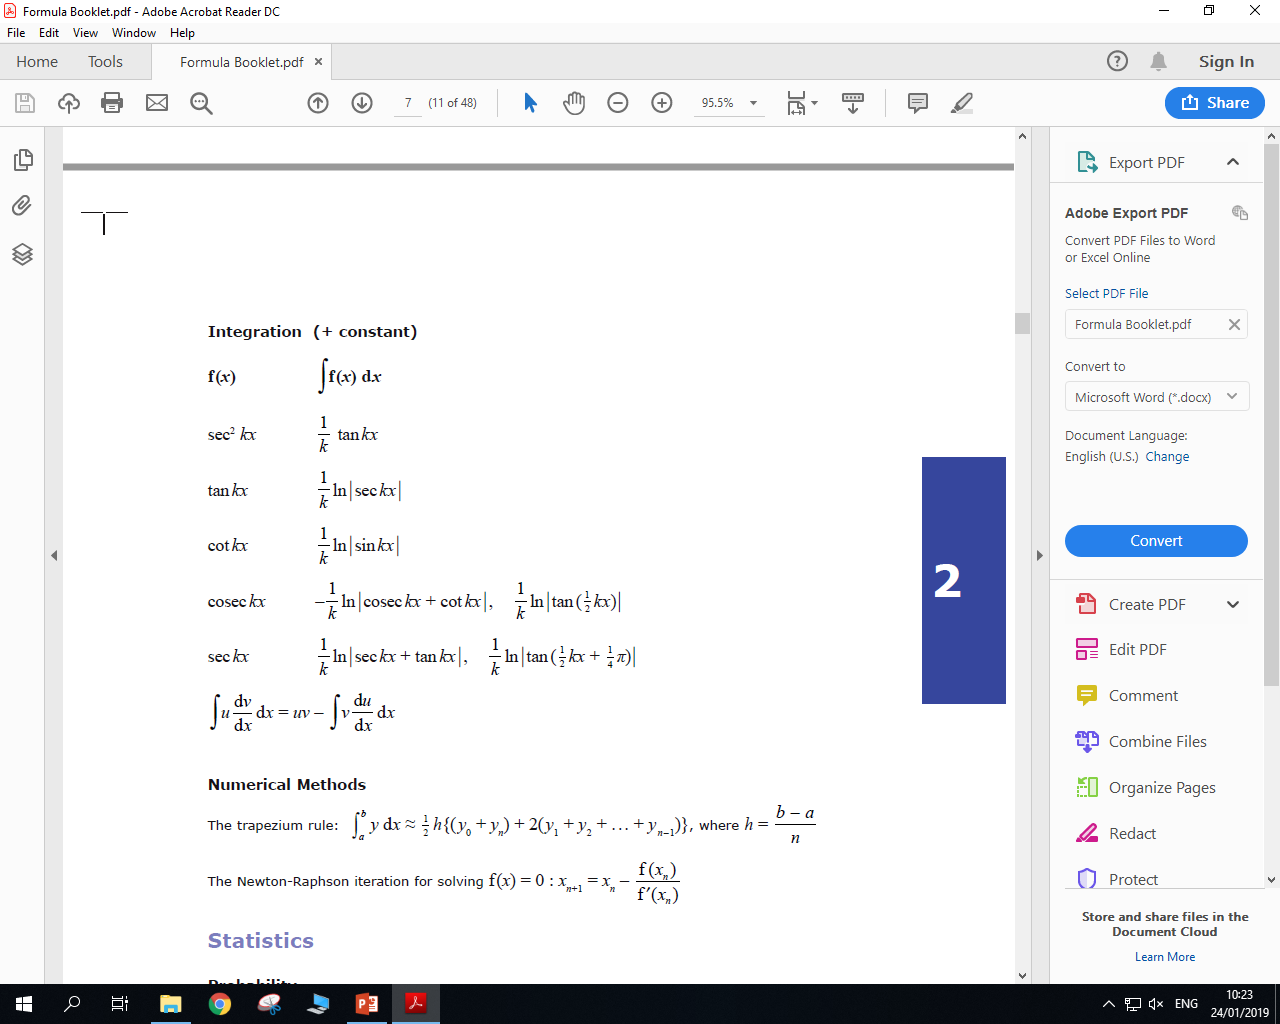 Formula Booklet.pdf - Adobe Acrobat Reader DC
File Edit View Window Help
Home Tools Formula Booklet.pdf × ? Sign In
7 (11 of 48) 95.5% Share
Export PDF
Adobe Export PDF
Convert PDF Files to Word
or Excel Online
Select PDF File
Formula Booklet.pdf
Convert to
Microsoft Word (*.docx)
Document Language:
English (U.S.) Change
Convert
Create PDF
Edit PDF
Comment
Combine Files
Organize Pages
Redact
Protect
Store and share files in the
Document Cloud
Learn More
Integration (+ constant)
f(x) ∫f(x) dx
sec² kx 1/k tan kx
tan kx 1/k ln|sec kx|
cot kx 1/k ln|sin kx|
cosec kx −1/k ln|cosec kx + cot kx|, 1/k ln|tan(½kx)|
sec kx 1/k ln|sec kx + tan kx|, 1/k ln|tan(½kx + ¼π)|
∫u dv/dx dx = uv – ∫v du/dx dx
2
Numerical Methods
The trapezium rule: ∫ₐᵇ y dx ≈ ½ h{(y₀ + yₙ) + 2(y₁ + y₂ + ... + yₙ₋₁)}, where h = (b − a)/n
The Newton-Raphson iteration for solving f(x) = 0 : xₙ₊₁ = xₙ − f(xₙ)/f′(xₙ)
Statistics
Probability
ENG
10:23
24/01/2019